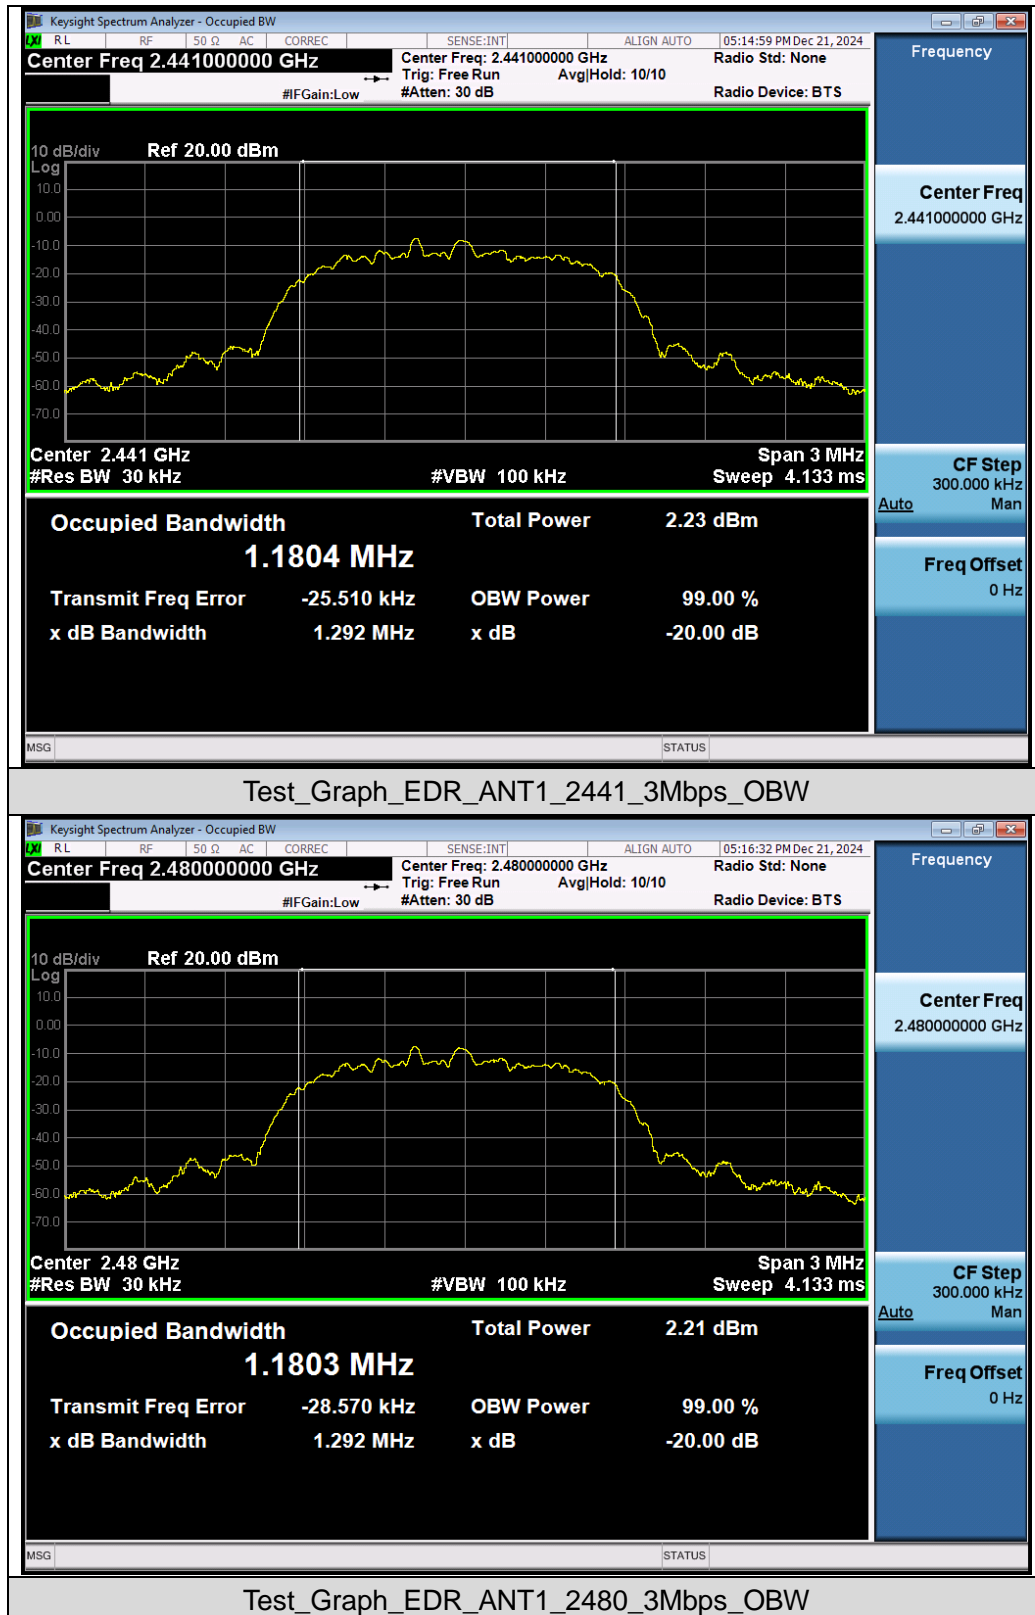 Keysight Spectrum Analyzer - Occupied BW
LXI RL RF 50 Ω AC CORREC SENSE:INT ALIGN AUTO 05:14:59 PM Dec 21, 2024
Center Freq 2.441000000 GHz
Center Freq: 2.441000000 GHz
Radio Std: None
Trig: Free Run Avg|Hold: 10/10
#IFGain:Low
#Atten: 30 dB
Radio Device: BTS
Frequency
10 dB/div Ref 20.00 dBm
Log
10.0
0.00
-10.0
-20.0
-30.0
-40.0
-50.0
-60.0
-70.0
Center 2.441 GHz Span 3 MHz
#Res BW 30 kHz #VBW 100 kHz Sweep 4.133 ms
Center Freq
2.441000000 GHz
CF Step
300.000 kHz
Auto Man
Freq Offset
0 Hz
Occupied Bandwidth Total Power 2.23 dBm
1.1804 MHz
Transmit Freq Error -25.510 kHz OBW Power 99.00 %
x dB Bandwidth 1.292 MHz x dB -20.00 dB
MSG STATUS
Test_Graph_EDR_ANT1_2441_3Mbps_OBW
Keysight Spectrum Analyzer - Occupied BW
LXI RL RF 50 Ω AC CORREC SENSE:INT ALIGN AUTO 05:16:32 PM Dec 21, 2024
Center Freq 2.480000000 GHz
Center Freq: 2.480000000 GHz
Radio Std: None
Trig: Free Run Avg|Hold: 10/10
#IFGain:Low
#Atten: 30 dB
Radio Device: BTS
Frequency
10 dB/div Ref 20.00 dBm
Log
10.0
0.00
-10.0
-20.0
-30.0
-40.0
-50.0
-60.0
-70.0
Center 2.48 GHz Span 3 MHz
#Res BW 30 kHz #VBW 100 kHz Sweep 4.133 ms
Center Freq
2.480000000 GHz
CF Step
300.000 kHz
Auto Man
Freq Offset
0 Hz
Occupied Bandwidth Total Power 2.21 dBm
1.1803 MHz
Transmit Freq Error -28.570 kHz OBW Power 99.00 %
x dB Bandwidth 1.292 MHz x dB -20.00 dB
MSG STATUS
Test_Graph_EDR_ANT1_2480_3Mbps_OBW